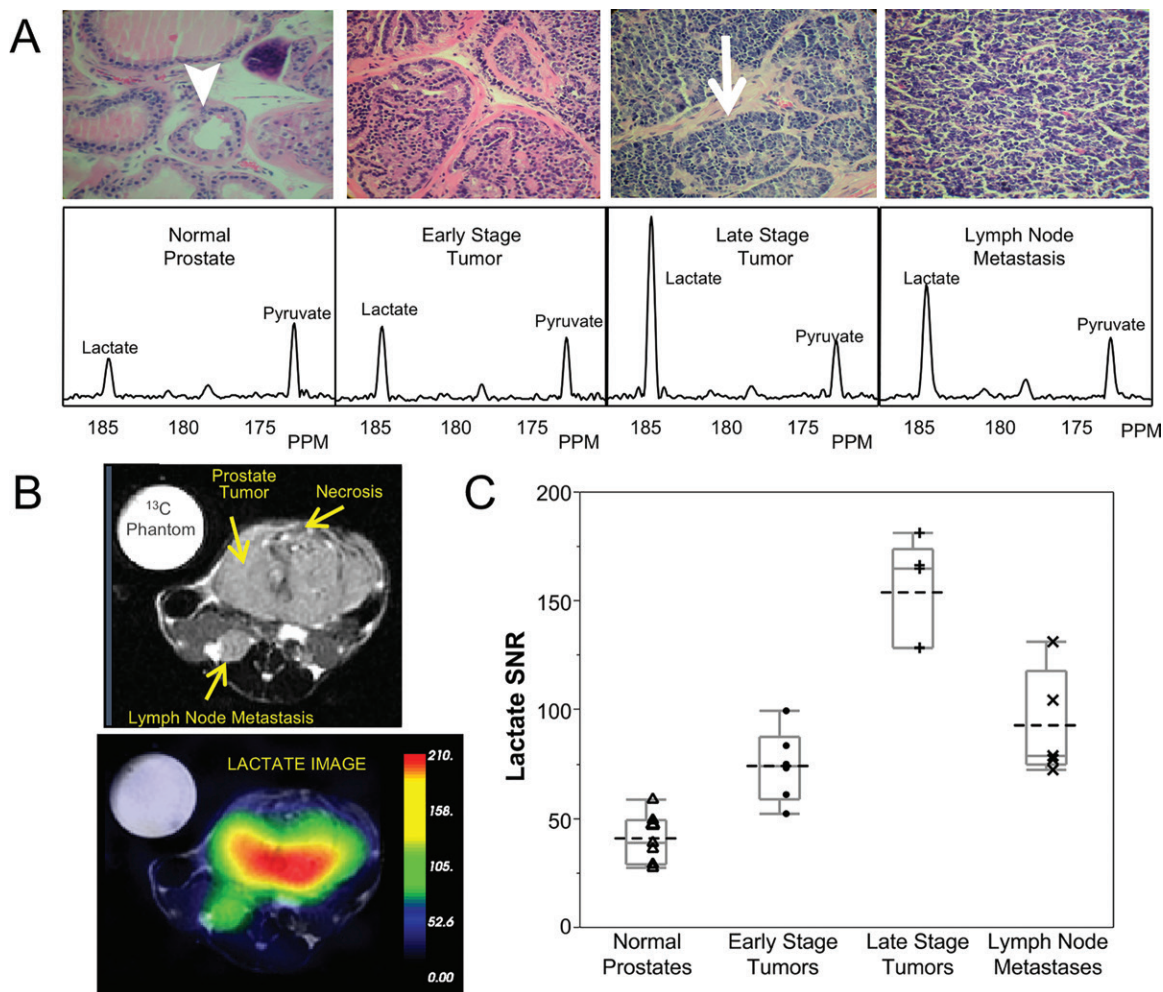 A
Normal
Prostate
Lactate
Pyruvate
Early Stage
Tumor
Lactate
Pyruvate
Late Stage
Tumor
Lactate
Pyruvate
Lymph Node
Metastasis
Lactate
Pyruvate
185 180 175 PPM
185 180 175 PPM
185 180 175 PPM
185 180 175 PPM
B
13C
Phantom
Prostate
Tumor
Necrosis
Lymph Node Metastasis
LACTATE IMAGE
210.
158.
105.
52.6
0.00
C
Lactate SNR
200
150
100
50
0
Normal
Prostates
Early Stage
Tumors
Late Stage
Tumors
Lymph Node
Metastases